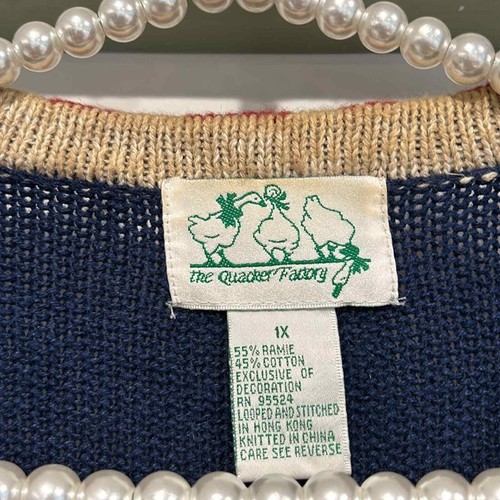 the Quacker Factory
1X
55% RAMIE
45% COTTON
EXCLUSIVE OF
DECORATION
RN 95524
LOOPED AND STITCHED
IN HONG KONG
KNITTED IN CHINA
CARE SEE REVERSE